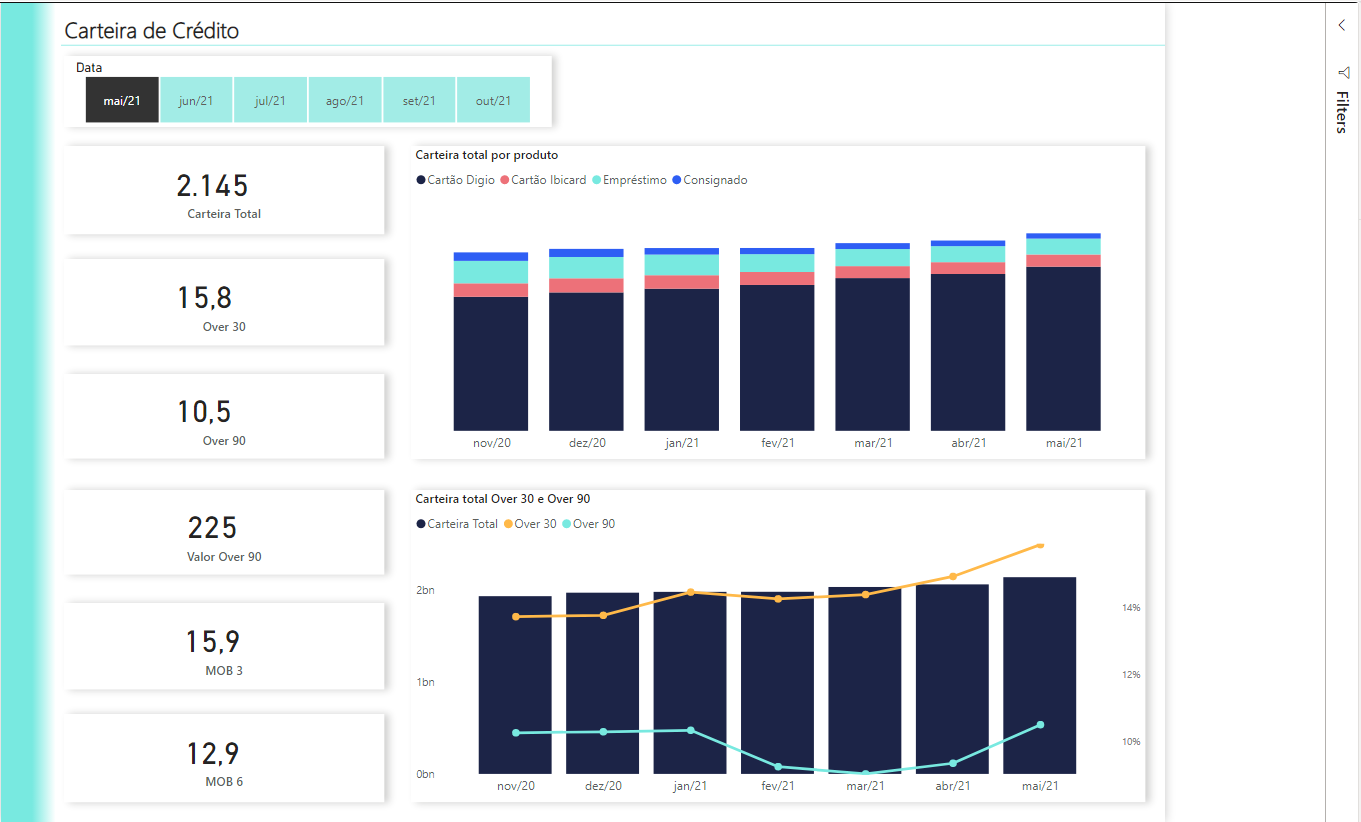 Carteira de Crédito
Data
mai/21 jun/21 jul/21 ago/21 set/21 out/21
2.145
Carteira Total
15,8
Over 30
10,5
Over 90
225
Valor Over 90
15,9
MOB 3
12,9
MOB 6
Carteira total por produto
Cartão Digio Cartão Ibicard Empréstimo Consignado
nov/20 dez/20 jan/21 fev/21 mar/21 abr/21 mai/21
Carteira total Over 30 e Over 90
Carteira Total Over 30 Over 90
2bn
1bn
0bn
14%
12%
10%
nov/20 dez/20 jan/21 fev/21 mar/21 abr/21 mai/21
Filters